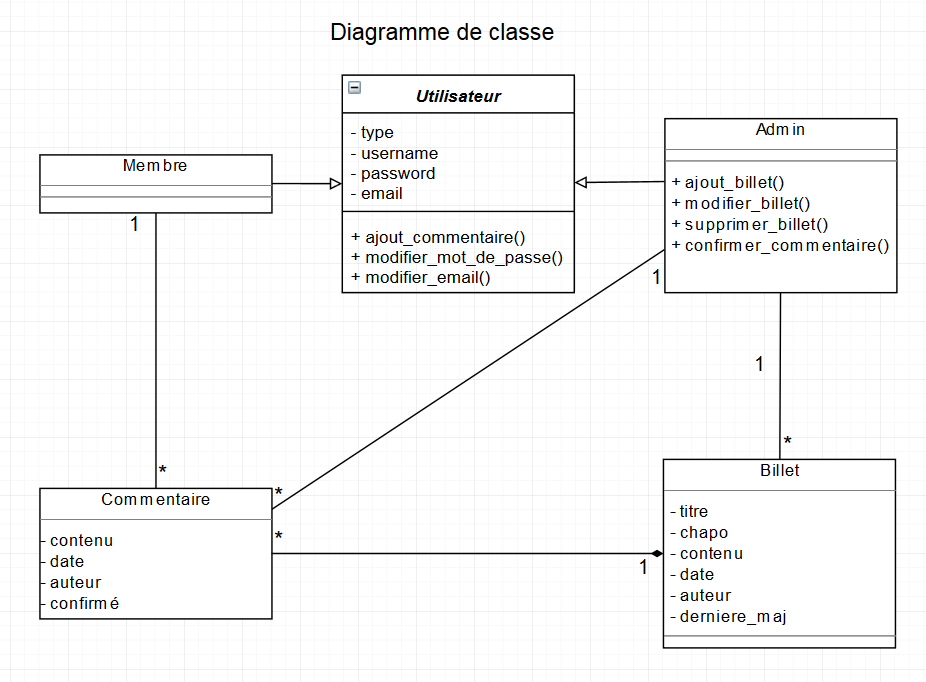 Diagramme de classe
Utilisateur
- type
- username
- password
- email
+ ajout_commentaire()
+ modifier_mot_de_passe()
+ modifier_email()
Membre
Admin
+ ajout_billet()
+ modifier_billet()
+ supprimer_billet()
+ confirmer_commentaire()
1
1
1
*
*
Commentaire
- contenu
- date
- auteur
- confirmé
*
*
1
Billet
- titre
- chapo
- contenu
- date
- auteur
- derniere_maj